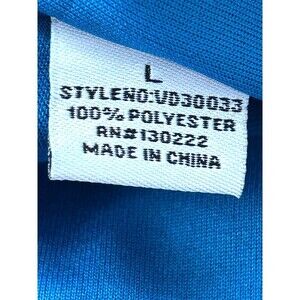 L
STYLENO:VD30033
100% POLYESTER
RN#130222
MADE IN CHINA